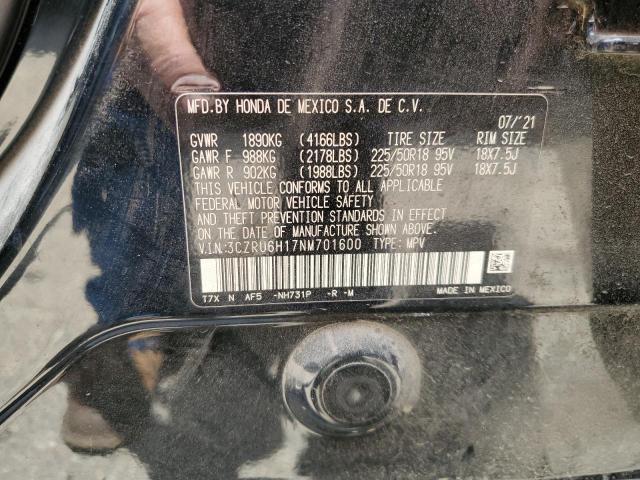 MFD.BY HONDA DE MEXICO S.A. DE C.V.
07/'21
GVWR 1890KG (4166LBS) TIRE SIZE RIM SIZE
GAWR F 988KG (2178LBS) 225/50R18 95V 18X7.5J
GAWR R 902KG (1988LBS) 225/50R18 95V 18X7.5J
THIS VEHICLE CONFORMS TO ALL APPLICABLE
FEDERAL MOTOR VEHICLE SAFETY
AND THEFT PREVENTION STANDARDS IN EFFECT
ON THE DATE OF MANUFACTURE SHOWN ABOVE.
V.I.N:3CZRU6H17NM701600 TYPE: MPV
T7X N AF5 -NH731P -R -M MADE IN MEXICO